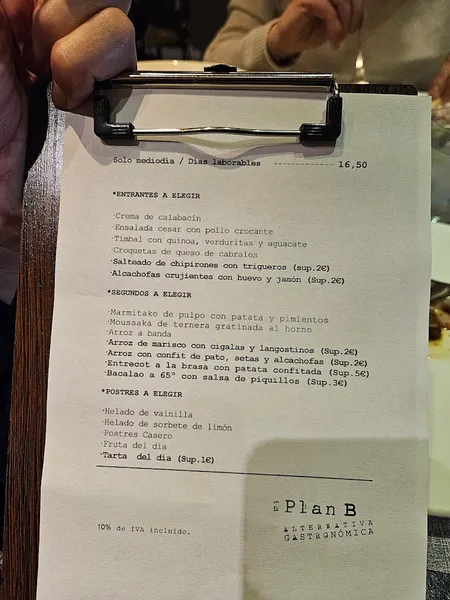 Solo mediodia / Dias laborables ------------- 16,50
*ENTRANTES A ELEGIR
·Crema de calabacín
·Ensalada cesar con pollo crocante
·Timbal con quinoa, verduritas y aguacate
·Croquetas de queso de cabrales
·Salteado de chipirones con trigueros (sup.2€)
·Alcachofas crujientes con huevo y jamón (Sup.2€)
*SEGUNDOS A ELEGIR
·Marmitako de pulpo con patata y pimientos
·Moussaka de ternera gratinada al horno
·Arroz a banda
·Arroz de marisco con cigalas y langostinos (Sup.2€)
·Arroz con confit de pato, setas y alcachofas (Sup.2€)
·Entrecot a la brasa con patata confitada (Sup.5€)
·Bacalao a 65º con salsa de piquillos (Sup.3€)
*POSTRES A ELEGIR
·Helado de vainilla
·Helado de sorbete de limón
·Postres Casero
·Fruta del dia
·Tarta del dia (Sup.1€)
Plan B
ALTERNATIVA
GASTRONÓMICA
10% de IVA incluido.